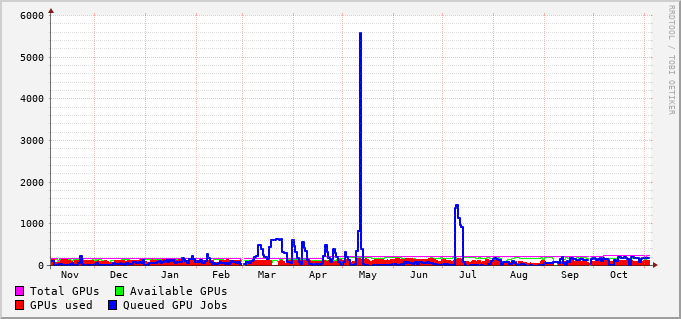 6000
5000
4000
3000
2000
1000
0
Nov Dec Jan Feb Mar Apr May Jun Jul Aug Sep Oct
Total GPUs Available GPUs
GPUs used Queued GPU Jobs
RRDTOOL / TOBI OETIKER